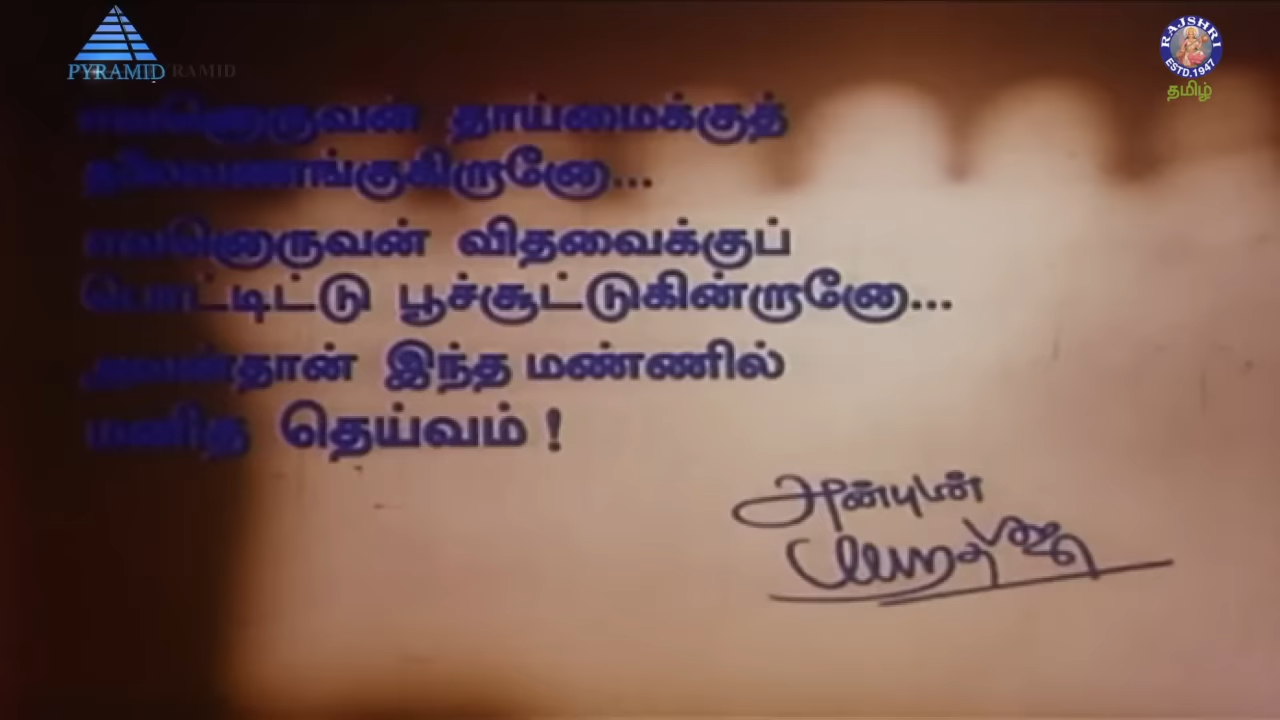 PYRAMID
RAJSHRI
ESTD.1947
தமிழ்
எவனொருவன் தாய்மைக்குத்
தலைவணங்குகிறானோ...
எவனொருவன் விதவைக்குப்
பொட்டிட்டு பூச்சூட்டுகின்றானோ...
அவன்தான் இந்த மண்ணில்
மனித தெய்வம் !
அன்புடன்